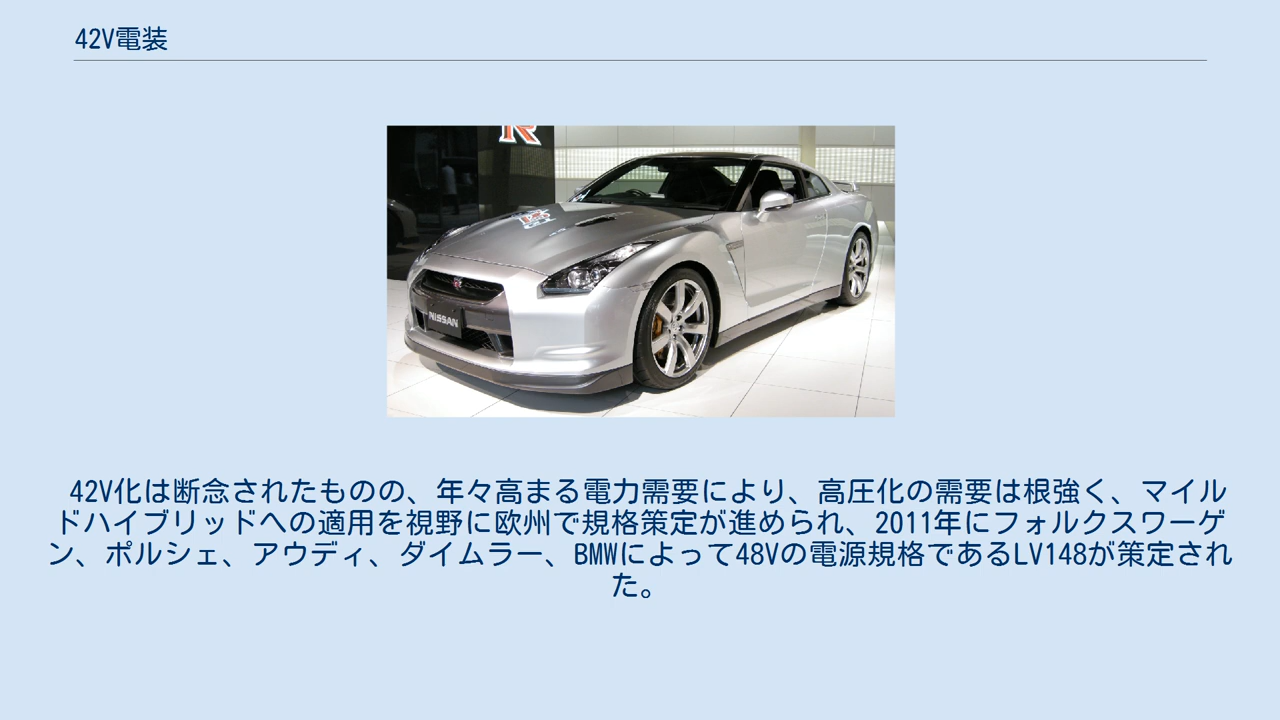 42V電装
R
NISSAN
42V化は断念されたものの、年々高まる電力需要により、高圧化の需要は根強く、マイル
ドハイブリッドへの適用を視野に欧州で規格策定が進められ、2011年にフォルクスワーゲ
ン、ポルシェ、アウディ、ダイムラー、BMWによって48Vの電源規格であるLV148が策定され
た。